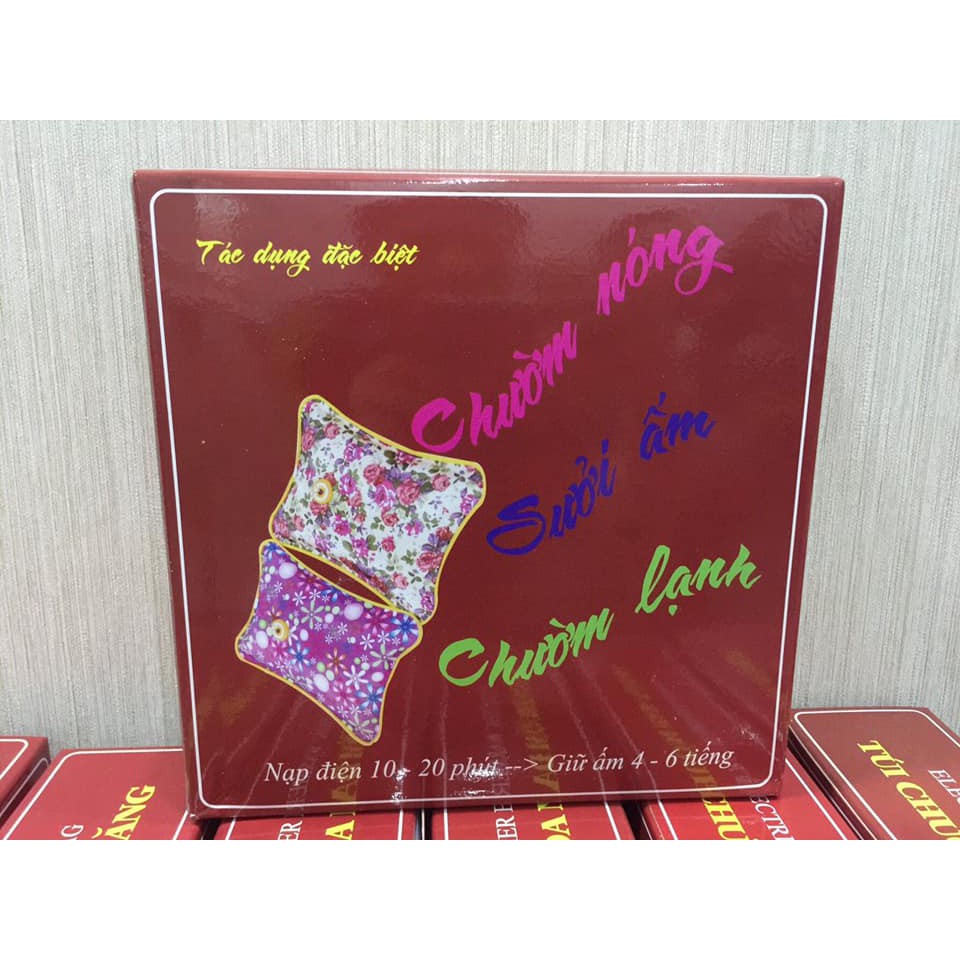 Tác dụng đặc biệt
Chườm nóng
Sưởi ấm
Chườm lạnh
Nạp điện 10 - 20 phút --> Giữ ấm 4 - 6 tiếng
TÚI CHƯ